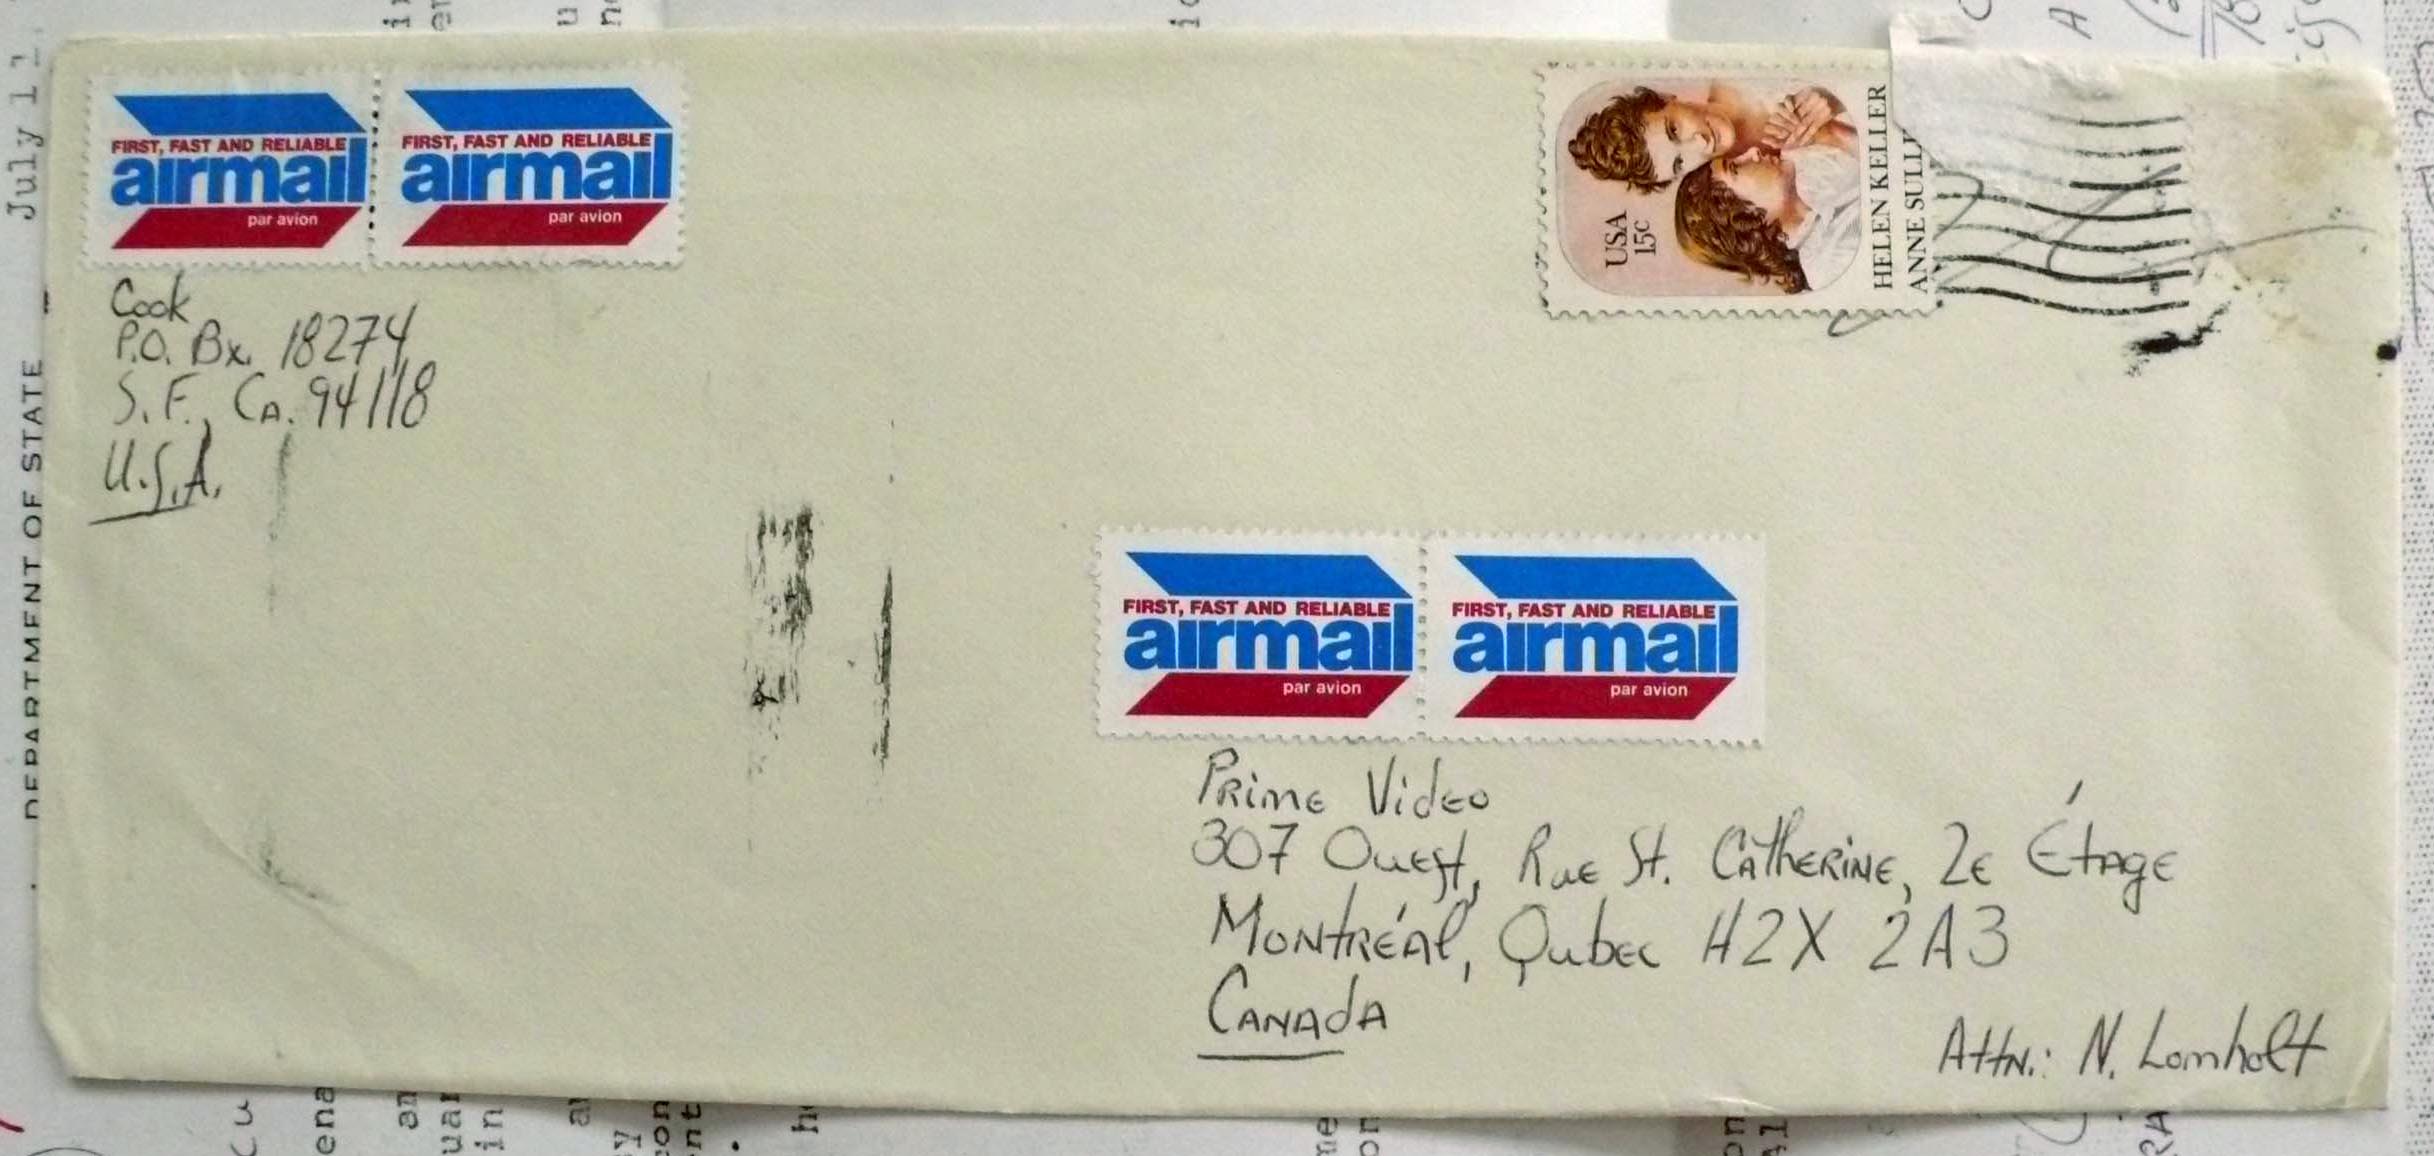 FIRST, FAST AND RELIABLE
airmail
par avion
FIRST, FAST AND RELIABLE
airmail
par avion
Cook
P.O. Bx. 18274
S.F., Ca. 94118
U.S.A.
USA
15c
HELEN KELLER
ANNE
FIRST, FAST AND RELIABLE
airmail
par avion
FIRST, FAST AND RELIABLE
airmail
par avion
Prime Video
307 Ouest, Rue St. Catherine, 2e Étage
Montréal, Qubec H2X 2A3
Canada
Attn.: N. Lomholt
DEPARTMENT OF STATE
July